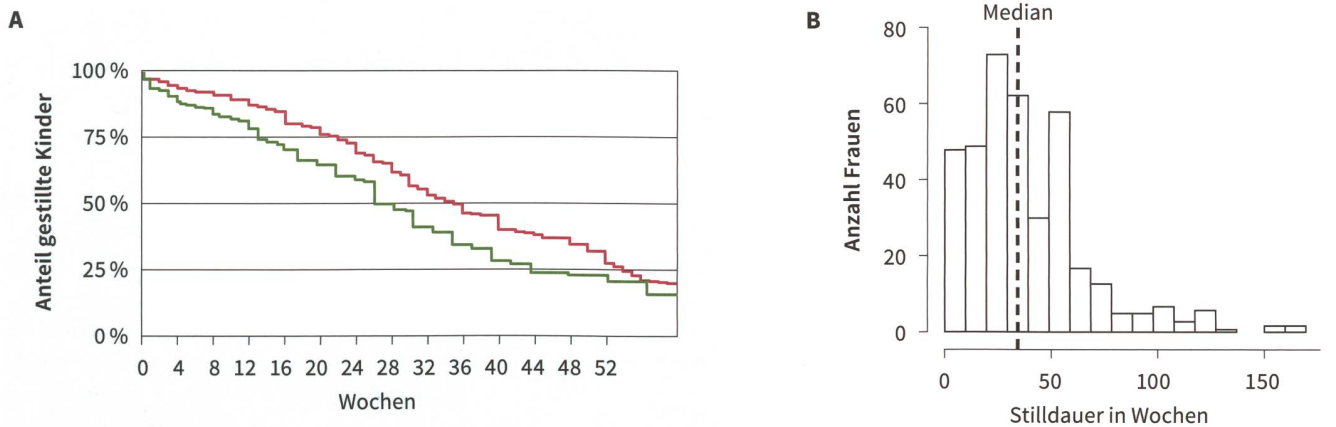 A
100 %
75 %
50 %
25 %
0 %
Anteil gestillte Kinder
0 4 8 12 16 20 24 28 32 36 40 44 48 52
Wochen
B
Median
80
60
40
20
0
Anzahl Frauen
0 50 100 150
Stilldauer in Wochen